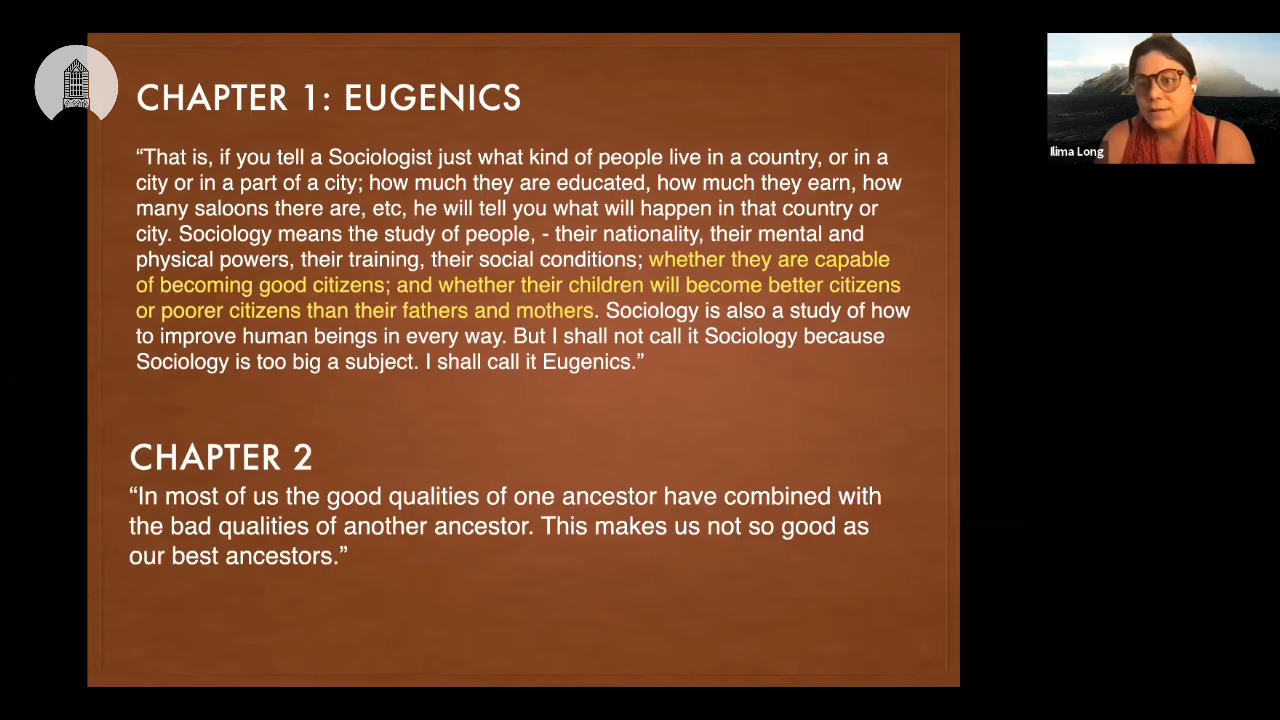 CHAPTER 1: EUGENICS
“That is, if you tell a Sociologist just what kind of people live in a country, or in a
city or in a part of a city; how much they are educated, how much they earn, how
many saloons there are, etc, he will tell you what will happen in that country or
city. Sociology means the study of people, - their nationality, their mental and
physical powers, their training, their social conditions; whether they are capable
of becoming good citizens; and whether their children will become better citizens
or poorer citizens than their fathers and mothers. Sociology is also a study of how
to improve human beings in every way. But I shall not call it Sociology because
Sociology is too big a subject. I shall call it Eugenics.”
CHAPTER 2
“In most of us the good qualities of one ancestor have combined with
the bad qualities of another ancestor. This makes us not so good as
our best ancestors.”
Ilima Long